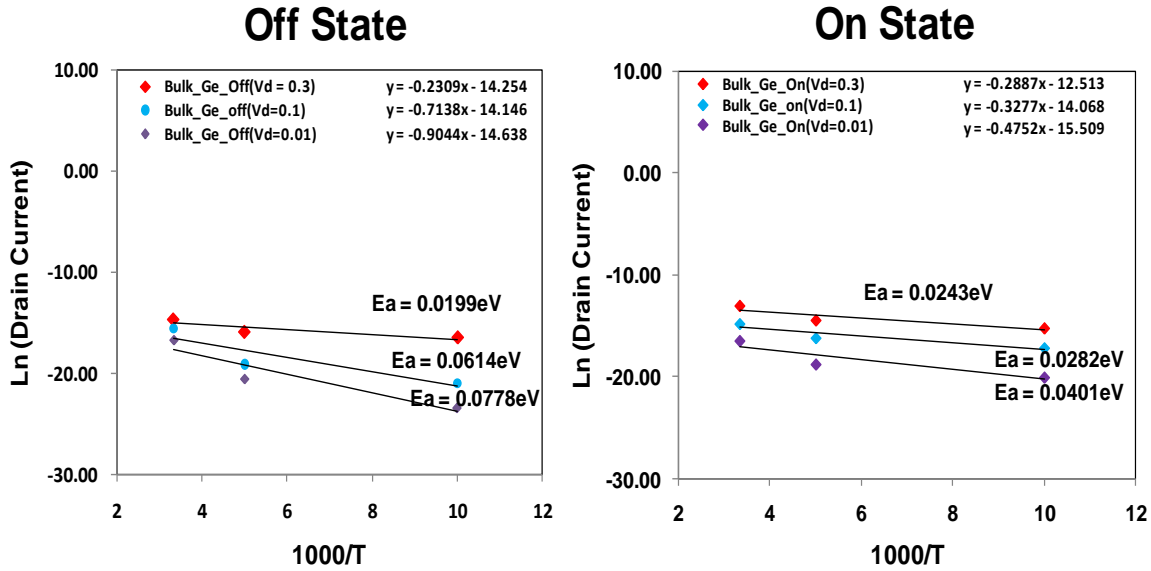 Off State
Bulk_Ge_Off(Vd = 0.3) y = -0.2309x - 14.254
Bulk_Ge_off(Vd=0.1) y = -0.7138x - 14.146
Bulk_Ge_Off(Vd=0.01) y = -0.9044x - 14.638
Ln (Drain Current)
10.00
0.00
-10.00
-20.00
-30.00
Ea = 0.0199eV
Ea = 0.0614eV
Ea = 0.0778eV
2 4 6 8 10 12
1000/T
On State
Bulk_Ge_On(Vd=0.3) y = -0.2887x - 12.513
Bulk_Ge_on(Vd=0.1) y = -0.3277x - 14.068
Bulk_Ge_On(Vd=0.01) y = -0.4752x - 15.509
Ln (Drain Current)
10.00
0.00
-10.00
-20.00
-30.00
Ea = 0.0243eV
Ea = 0.0282eV
Ea = 0.0401eV
2 4 6 8 10 12
1000/T